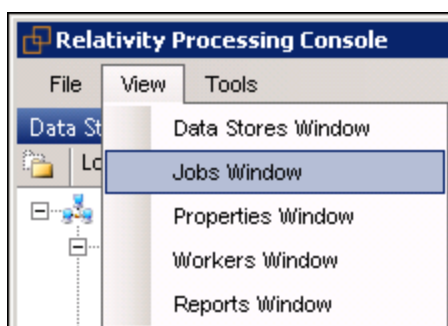 Relativity Processing Console
File View Tools
Data St
Data Stores Window
Lo
Jobs Window
Properties Window
Workers Window
Reports Window